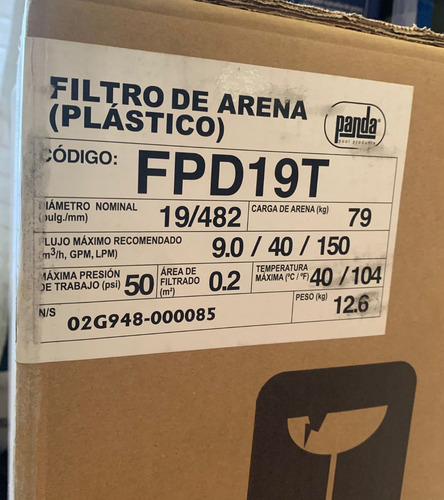 FILTRO DE ARENA
(PLÁSTICO)
panda
pool products
CÓDIGO: FPD19T
DIÁMETRO NOMINAL
(pulg./mm) 19/482 CARGA DE ARENA (kg) 79
FLUJO MÁXIMO RECOMENDADO
(m³/h, GPM, LPM) 9.0 / 40 / 150
MÁXIMA PRESIÓN
DE TRABAJO (psi) 50 ÁREA DE
FILTRADO
(m²) 0.2 TEMPERATURA
MÁXIMA (°C / °F) 40 / 104
N/S 02G948-000085 PESO (kg) 12.6